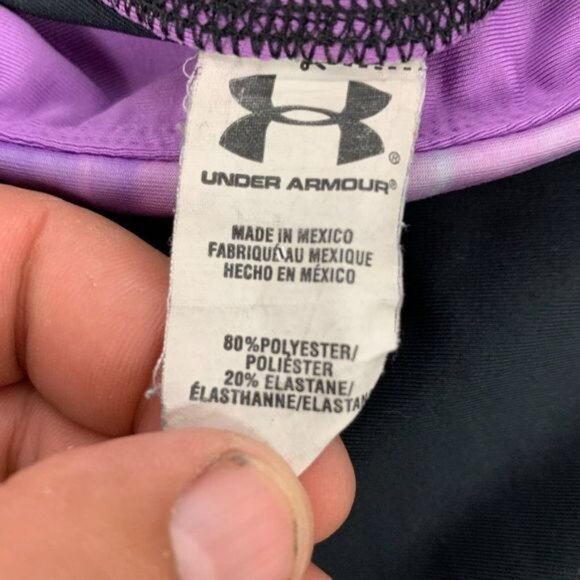 UNDER ARMOUR®
MADE IN MEXICO
FABRIQUÉ AU MEXIQUE
HECHO EN MÉXICO
80%POLYESTER/
POLIÉSTER
20% ELASTANE/
ÉLASTHANNE/ELASTAN